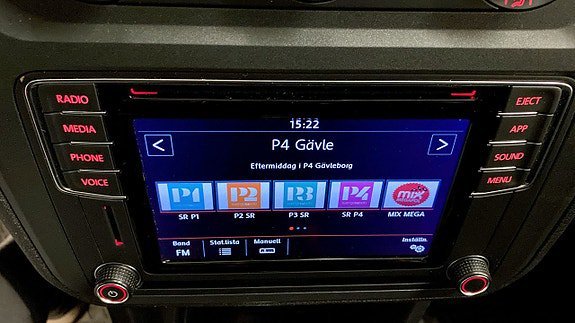 RADIO
MEDIA
PHONE
VOICE
EJECT
APP
SOUND
MENU
15:22
<
P4 Gävle
>
Eftermiddag i P4 Gävleborg
P1
P2
P3
P4
mix
SR P1
P2 SR
P3 SR
SR P4
MIX MEGA
Band
FM
Stat.lista
Manuell
Inställn.